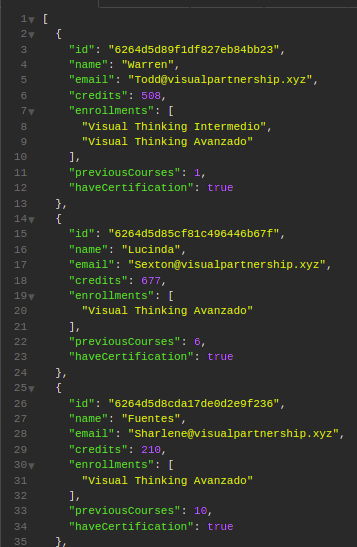 1 [
2 {
3 "id": "6264d5d89f1df827eb84bb23",
4 "name": "Warren",
5 "email": "Todd@visualpartnership.xyz",
6 "credits": 508,
7 "enrollments": [
8 "Visual Thinking Intermedio",
9 "Visual Thinking Avanzado"
10 ],
11 "previousCourses": 1,
12 "haveCertification": true
13 },
14 {
15 "id": "6264d5d85cf81c496446b67f",
16 "name": "Lucinda",
17 "email": "Sexton@visualpartnership.xyz",
18 "credits": 677,
19 "enrollments": [
20 "Visual Thinking Avanzado"
21 ],
22 "previousCourses": 6,
23 "haveCertification": true
24 },
25 {
26 "id": "6264d5d8cda17de0d2e9f236",
27 "name": "Fuentes",
28 "email": "Sharlene@visualpartnership.xyz",
29 "credits": 210,
30 "enrollments": [
31 "Visual Thinking Avanzado"
32 ],
33 "previousCourses": 10,
34 "haveCertification": true
35 },